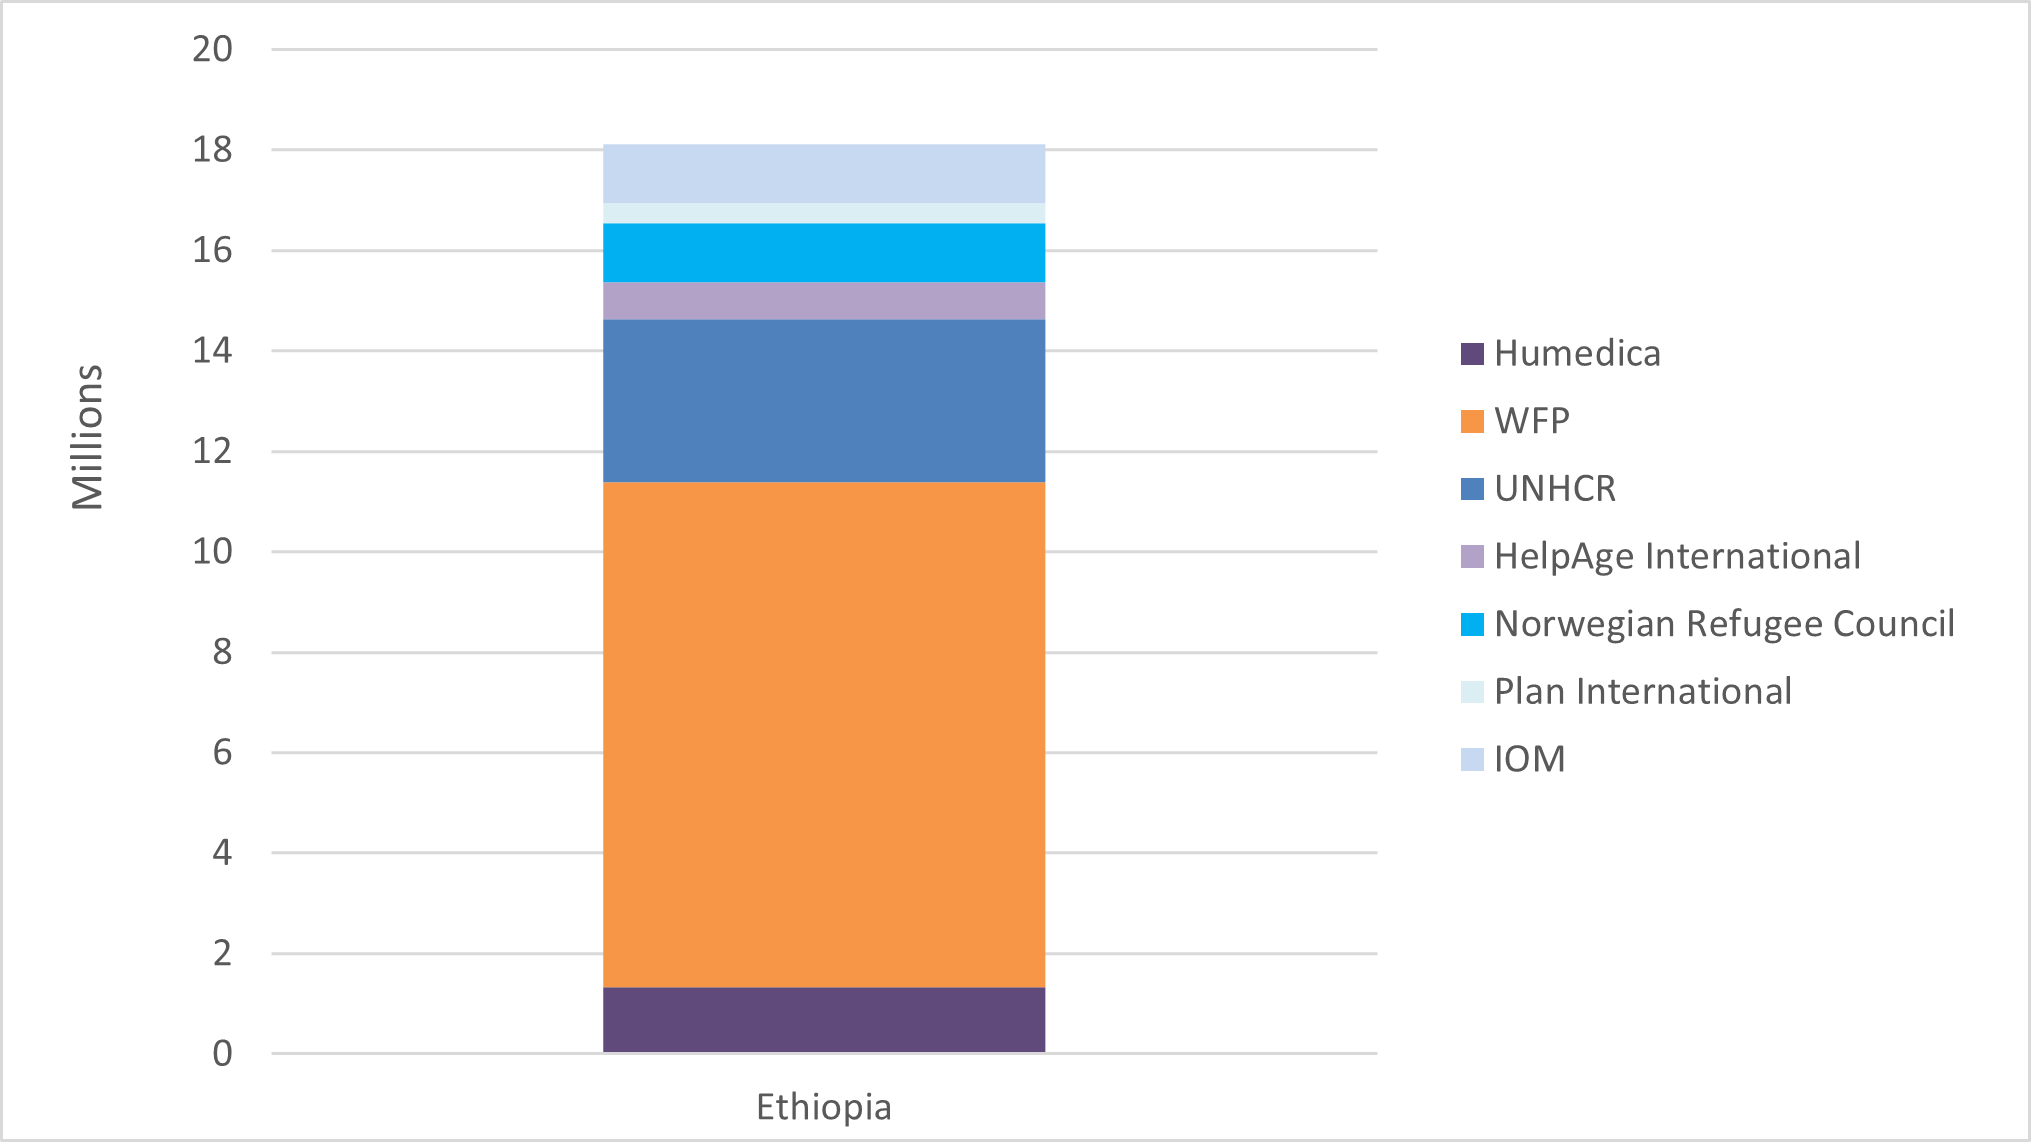 20
18
16
14
12
10
8
6
4
2
0
Millions
Ethiopia
Humedica
WFP
UNHCR
HelpAge International
Norwegian Refugee Council
Plan International
IOM